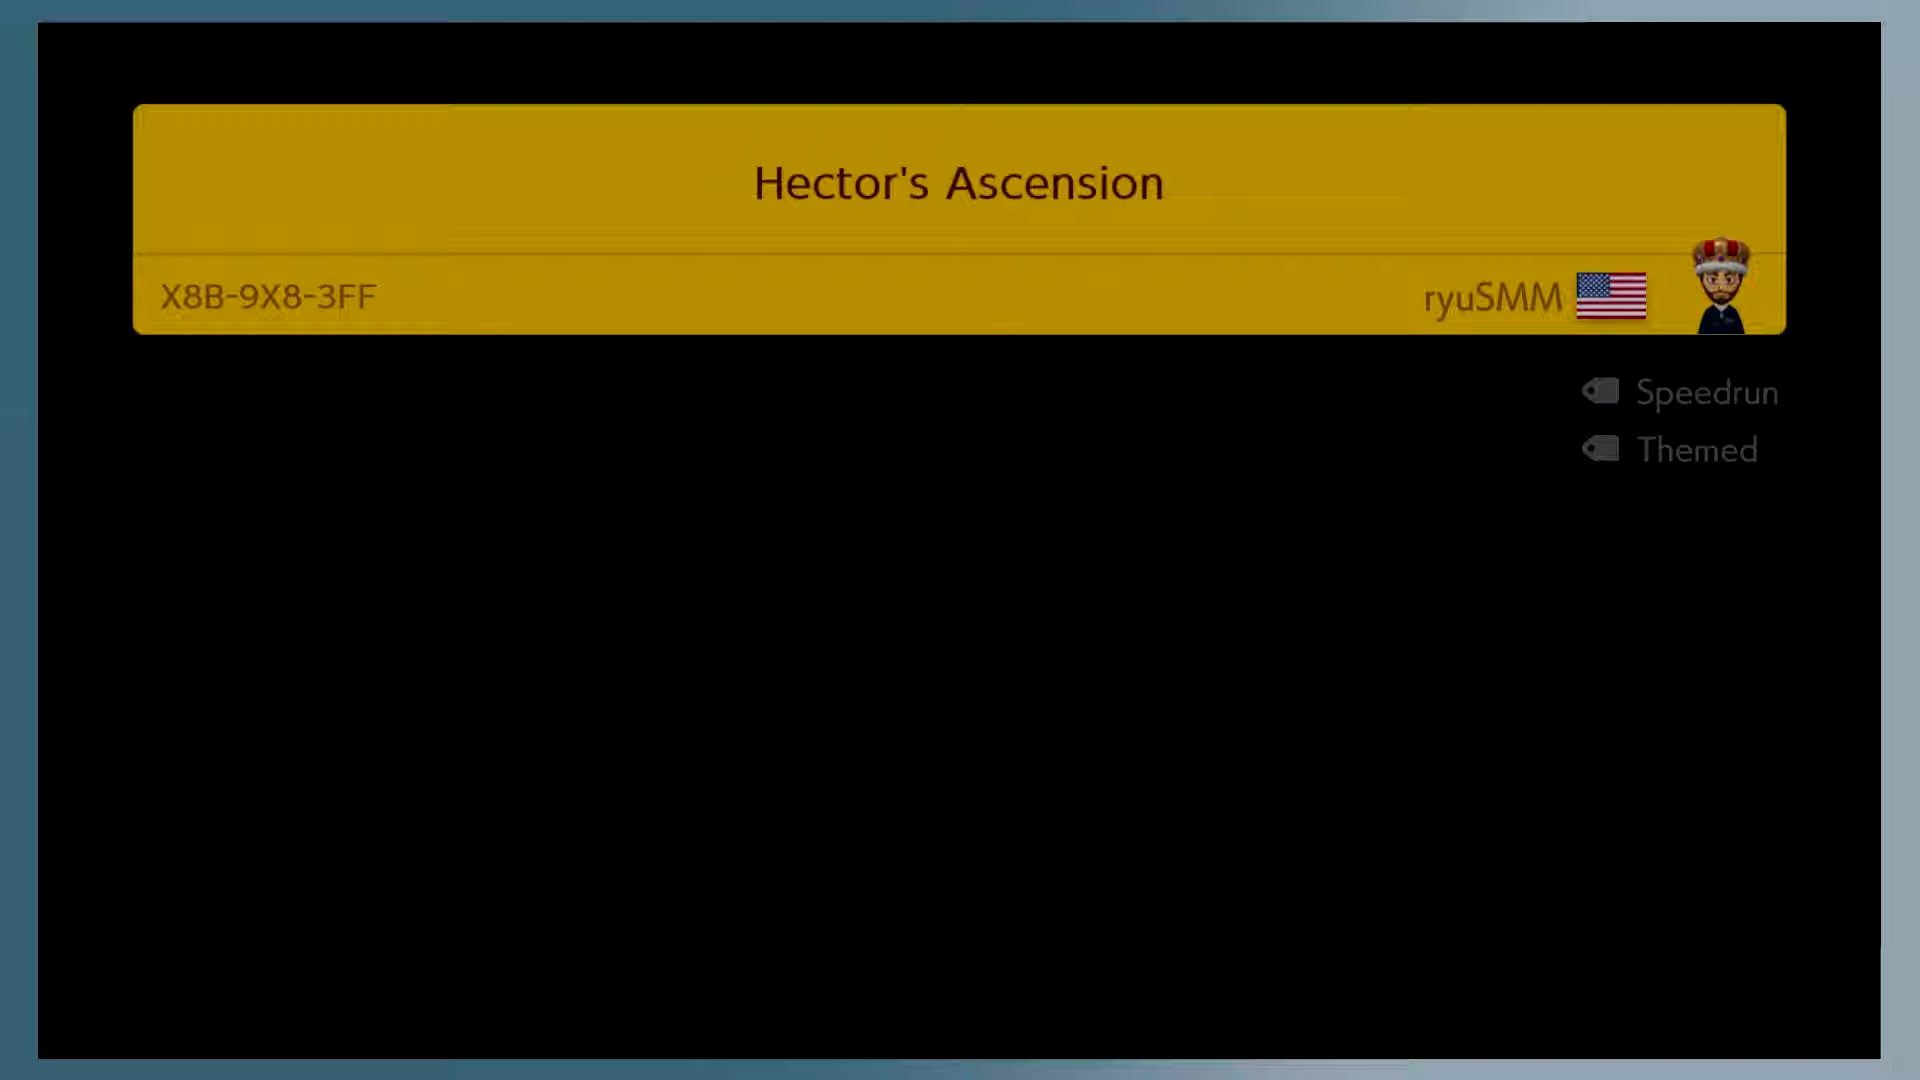 Hector's Ascension
X8B-9X8-3FF
ryuSMM
Speedrun
Themed